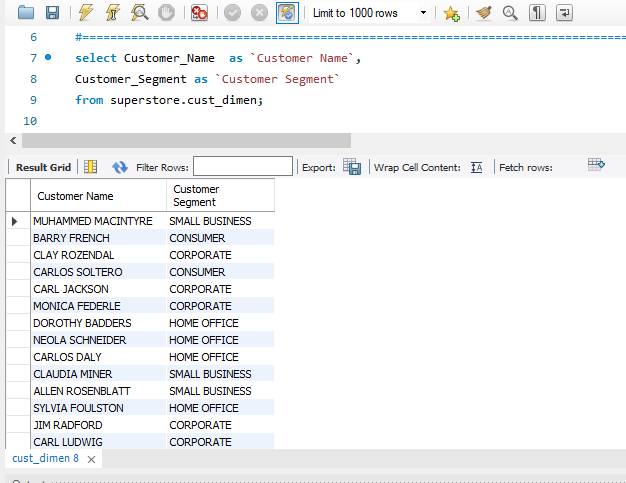 Limit to 1000 rows
6 #================================================================================
7 select Customer_Name  as `Customer Name`,
8 Customer_Segment as `Customer Segment`
9 from superstore.cust_dimen;
10
Result Grid Filter Rows: Export: Wrap Cell Content: IA Fetch rows:
Customer Name Customer
Segment
MUHAMMED MACINTYRE SMALL BUSINESS
BARRY FRENCH CONSUMER
CLAY ROZENDAL CORPORATE
CARLOS SOLTERO CONSUMER
CARL JACKSON CORPORATE
MONICA FEDERLE CORPORATE
DOROTHY BADDERS HOME OFFICE
NEOLA SCHNEIDER HOME OFFICE
CARLOS DALY HOME OFFICE
CLAUDIA MINER SMALL BUSINESS
ALLEN ROSENBLATT SMALL BUSINESS
SYLVIA FOULSTON HOME OFFICE
JIM RADFORD CORPORATE
CARL LUDWIG CORPORATE
cust_dimen 8